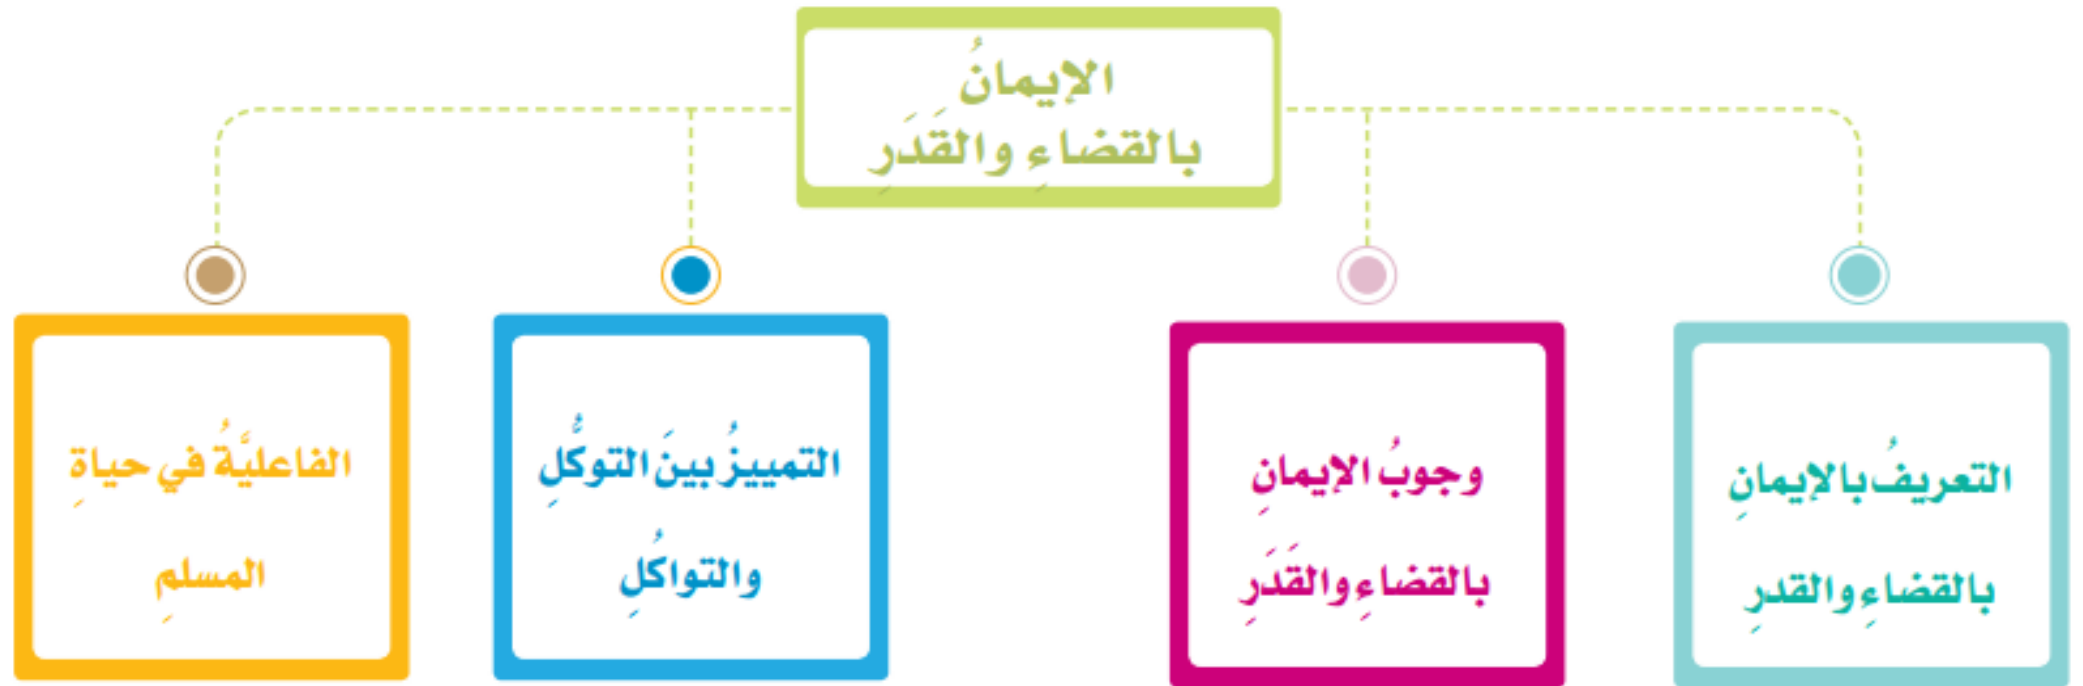 الإيمانُ
بالقضاءِ والقَدَرِ
التعريفُ بالإيمانِ
بالقضاءِ والقدرِ
وجوبُ الإيمانِ
بالقضاءِ والقَدَرِ
التمييزُ بينَ التوكُّلِ
والتواكُلِ
الفاعليَّةُ في حياةِ
المسلمِ